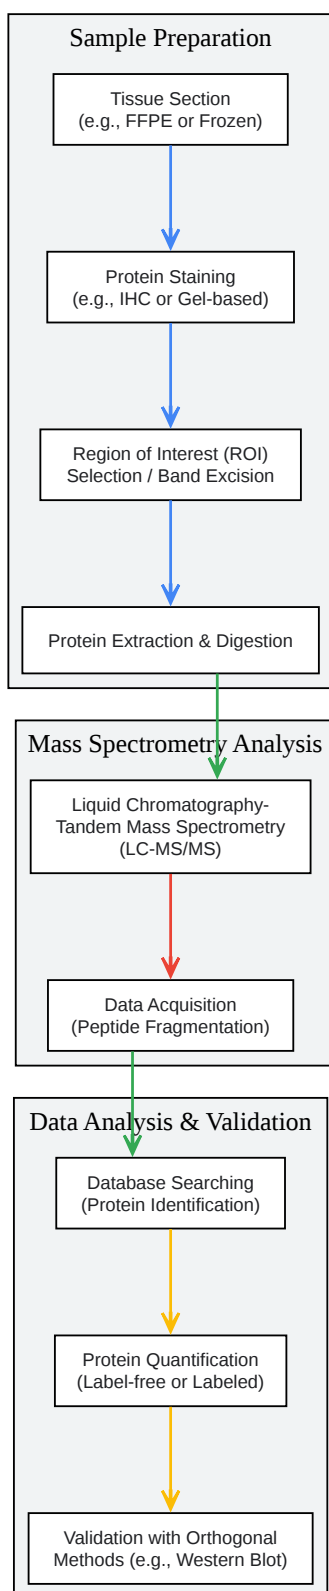 Sample Preparation
Tissue Section
(e.g., FFPE or Frozen)
Protein Staining
(e.g., IHC or Gel-based)
Region of Interest (ROI)
Selection / Band Excision
Protein Extraction & Digestion
Mass Spectrometry Analysis
Liquid Chromatography-
Tandem Mass Spectrometry
(LC-MS/MS)
Data Acquisition
(Peptide Fragmentation)
Data Analysis & Validation
Database Searching
(Protein Identification)
Protein Quantification
(Label-free or Labeled)
Validation with Orthogonal
Methods (e.g., Western Blot)